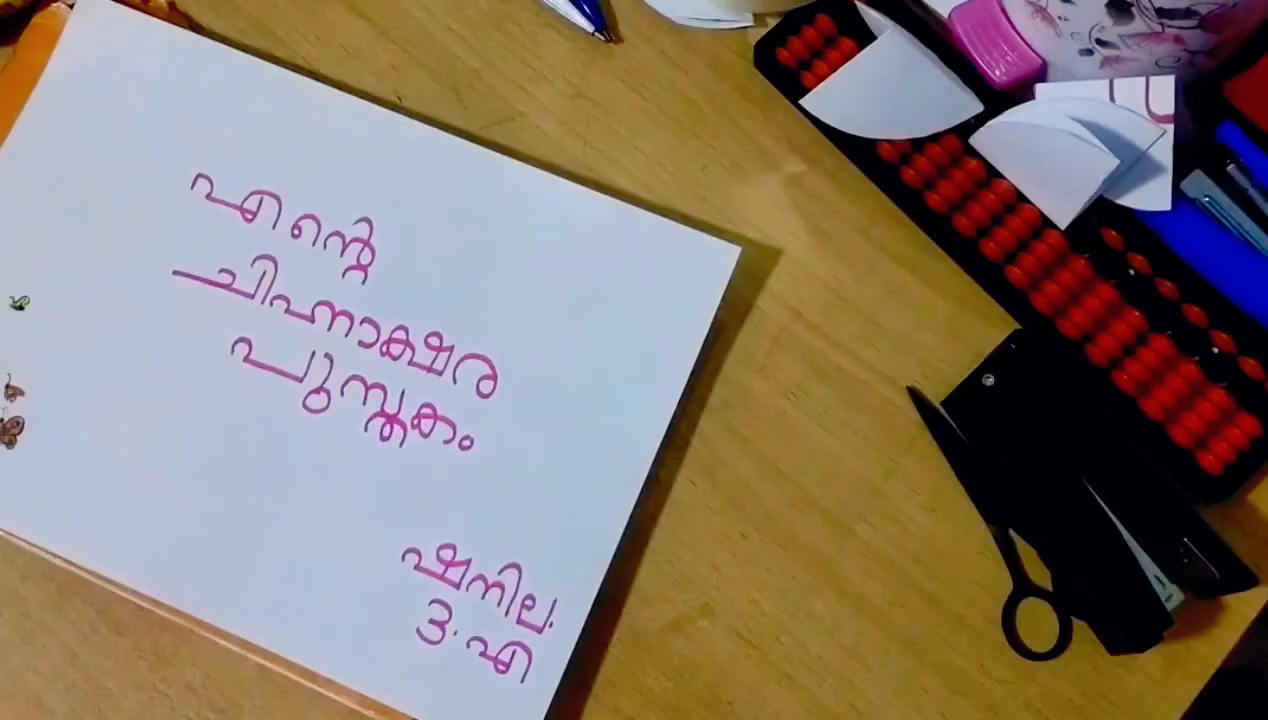 എന്റെ
ചിഹ്നാക്ഷര
പുസ്തകം
ഷനില.
3. എ